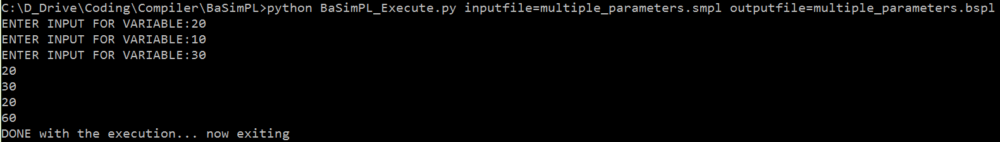 C:\D_Drive\Coding\Compiler\BaSimPL>python BaSimPL_Execute.py inputfile=multiple_parameters.smpl outputfile=multiple_parameters.bspl
ENTER INPUT FOR VARIABLE:20
ENTER INPUT FOR VARIABLE:10
ENTER INPUT FOR VARIABLE:30
20
30
20
60
DONE with the execution... now exiting